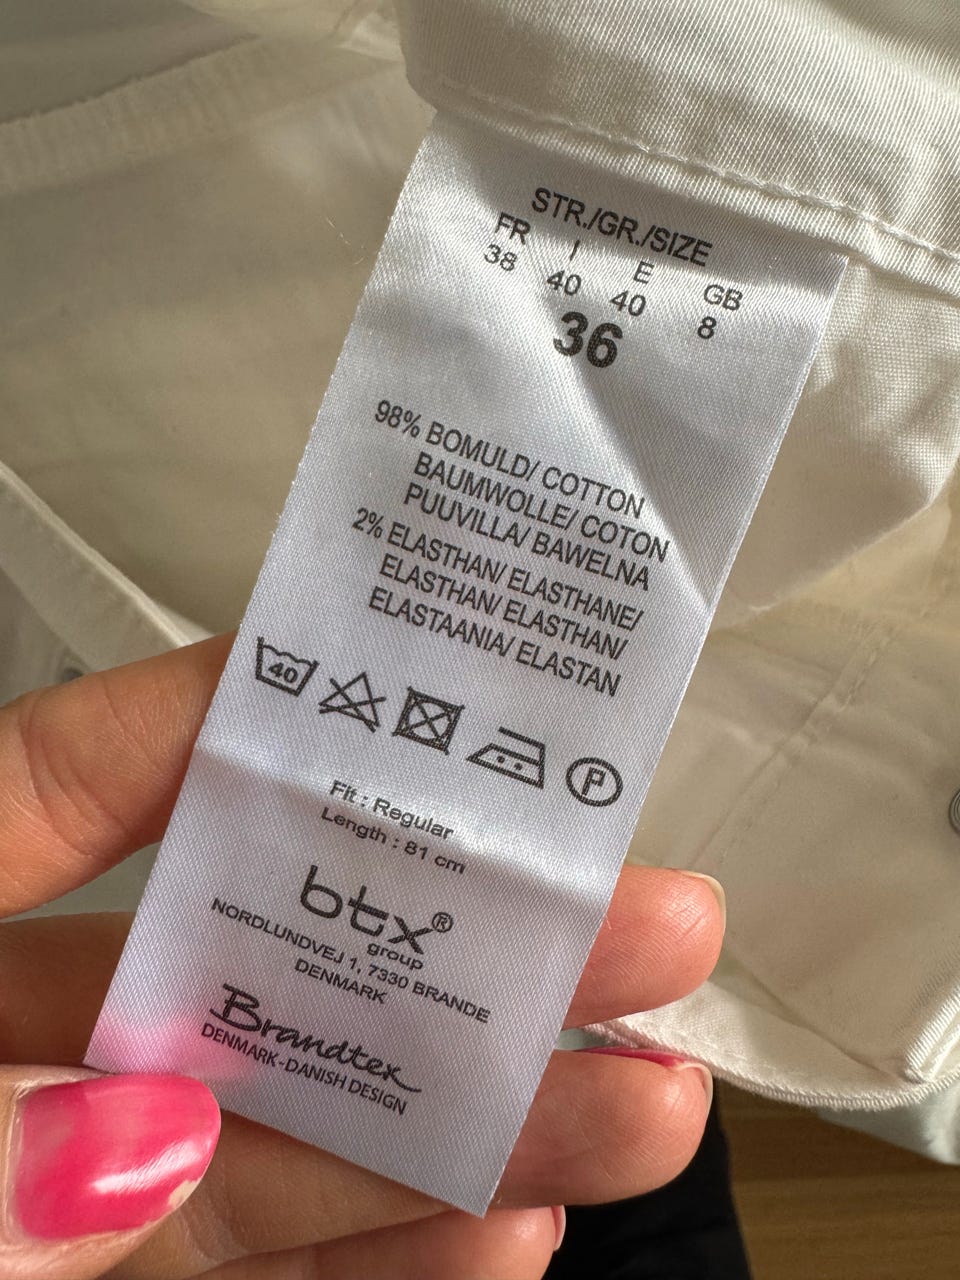 STR./GR./SIZE
FR I E GB
38 40 40 8
36
98% BOMULD/ COTTON
BAUMWOLLE/ COTON
PUUVILLA/ BAWELNA
2% ELASTHAN/ ELASTHANE/
ELASTHAN/ ELASTHAN/
ELASTAANIA/ ELASTAN
40
P
Fit : Regular
Length : 81 cm
btx®
group
NORDLUNDVEJ 1, 7330 BRANDE
DENMARK
Brandtex
DENMARK - DANISH DESIGN